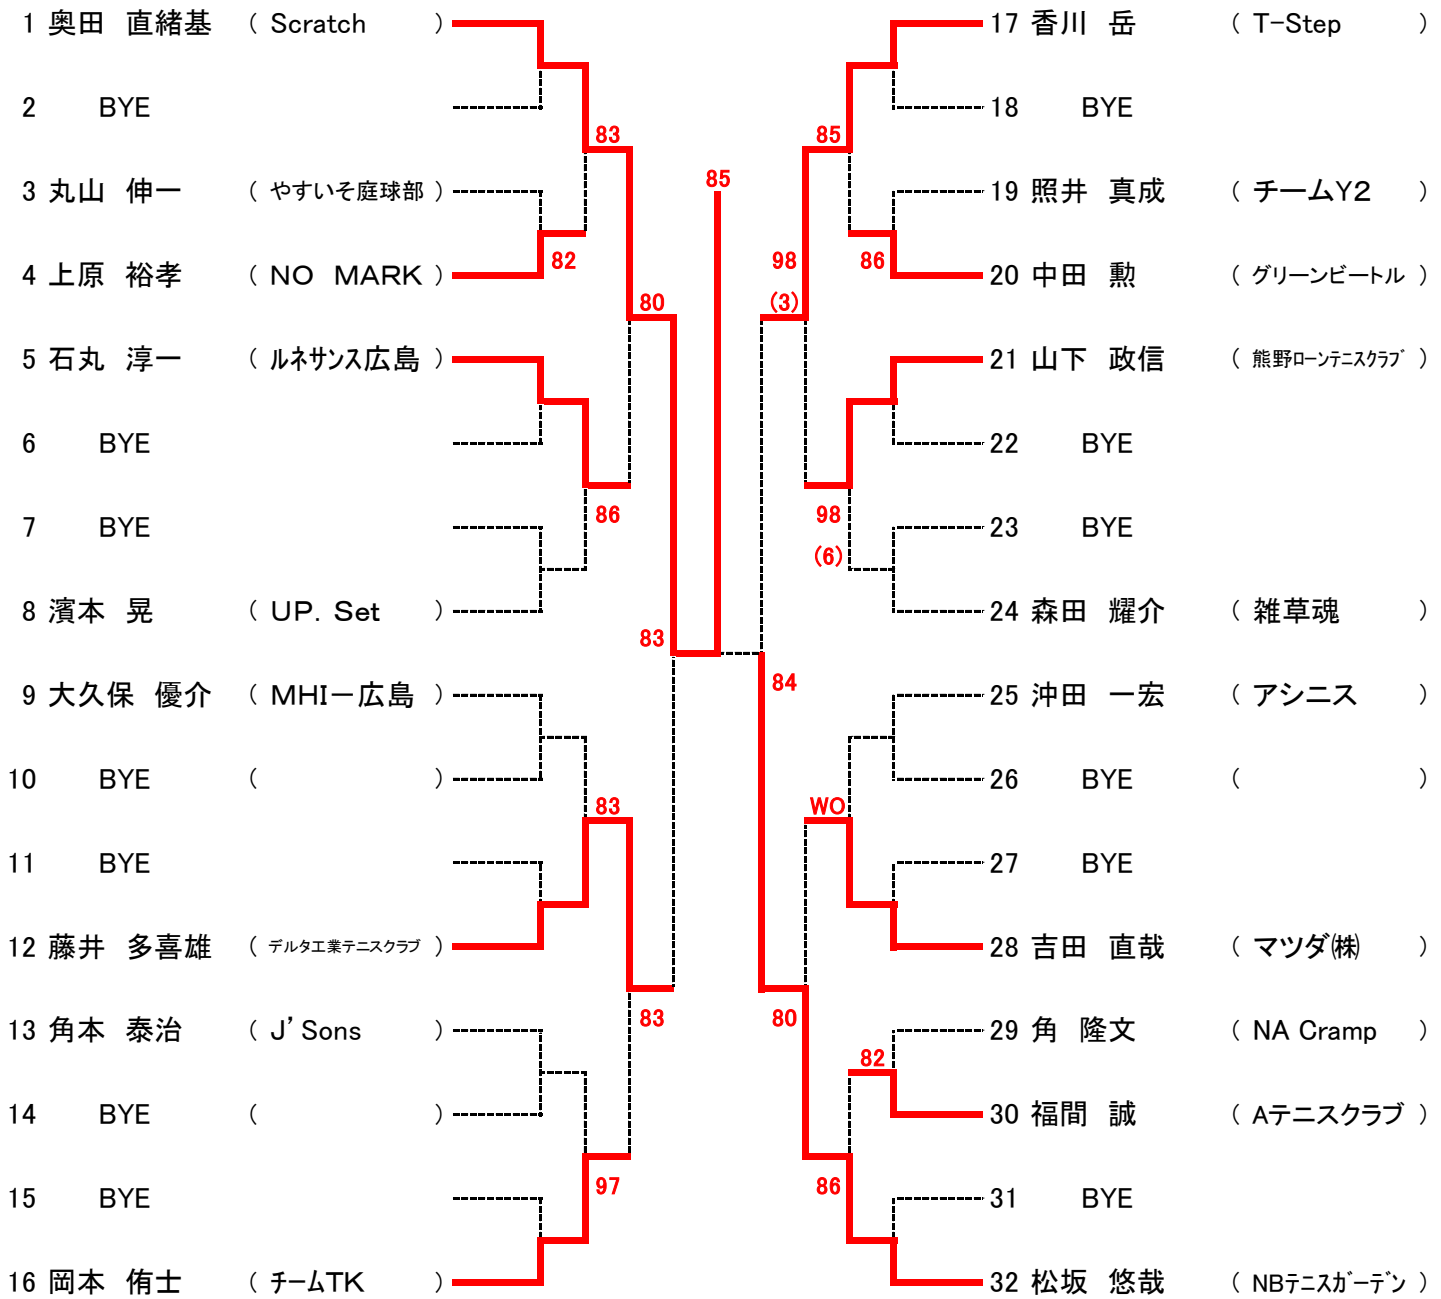 1 奥田 直緒基 ( Scratch )
2 BYE
83
3 丸山 伸一 ( やすいそ庭球部 )
82
4 上原 裕孝 ( NO MARK )
80
5 石丸 淳一 ( ルネサンス広島 )
6 BYE
86
7 BYE
8 濱本 晃 ( UP. Set )
83
9 大久保 優介 ( MHI－広島 )
10 BYE ( )
83
11 BYE
12 藤井 多喜雄 ( デルタ工業テニスクラブ )
83
13 角本 泰治 ( J’Sons )
14 BYE ( )
97
15 BYE
16 岡本 侑士 ( チームTK )
85
17 香川 岳 ( T-Step )
18 BYE
85
19 照井 真成 ( チームY2 )
98 86
20 中田 勲 ( グリーンビートル )
(3)
21 山下 政信 ( 熊野ローンテニスクラブ )
22 BYE
98
23 BYE
(6)
24 森田 耀介 ( 雑草魂 )
84
25 沖田 一宏 ( アシニス )
26 BYE ( )
WO
27 BYE
28 吉田 直哉 ( マツダ㈱ )
80
29 角 隆文 ( NA Cramp )
82
30 福間 誠 ( Aテニスクラブ )
86
31 BYE
32 松坂 悠哉 ( NBテニスガーデン )